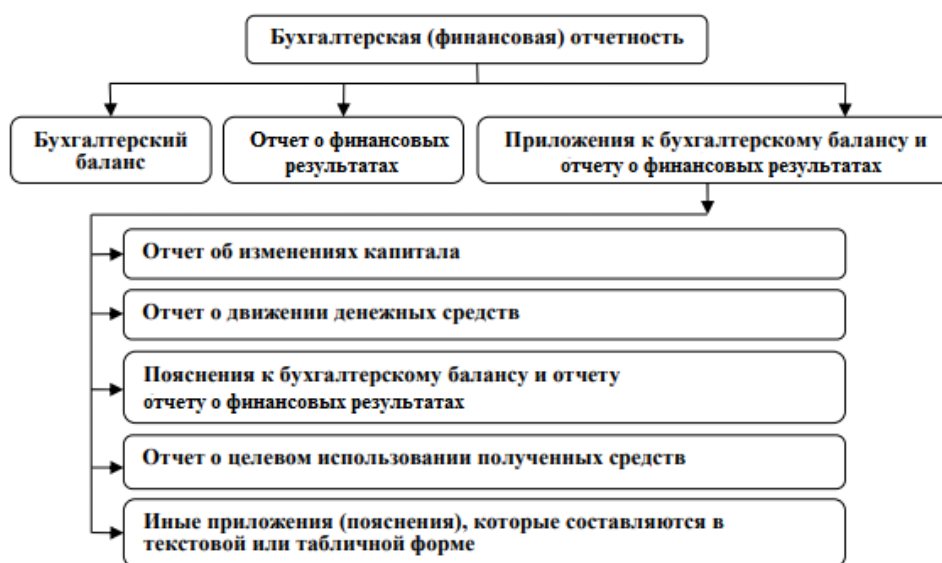 Бухгалтерская (финансовая) отчетность
Бухгалтерский
баланс
Отчет о финансовых
результатах
Приложения к бухгалтерскому балансу и
отчету о финансовых результатах
Отчет об изменениях капитала
Отчет о движении денежных средств
Пояснения к бухгалтерскому балансу и отчету
отчету о финансовых результатах
Отчет о целевом использовании полученных средств
Иные приложения (пояснения), которые составляются в
текстовой или табличной форме